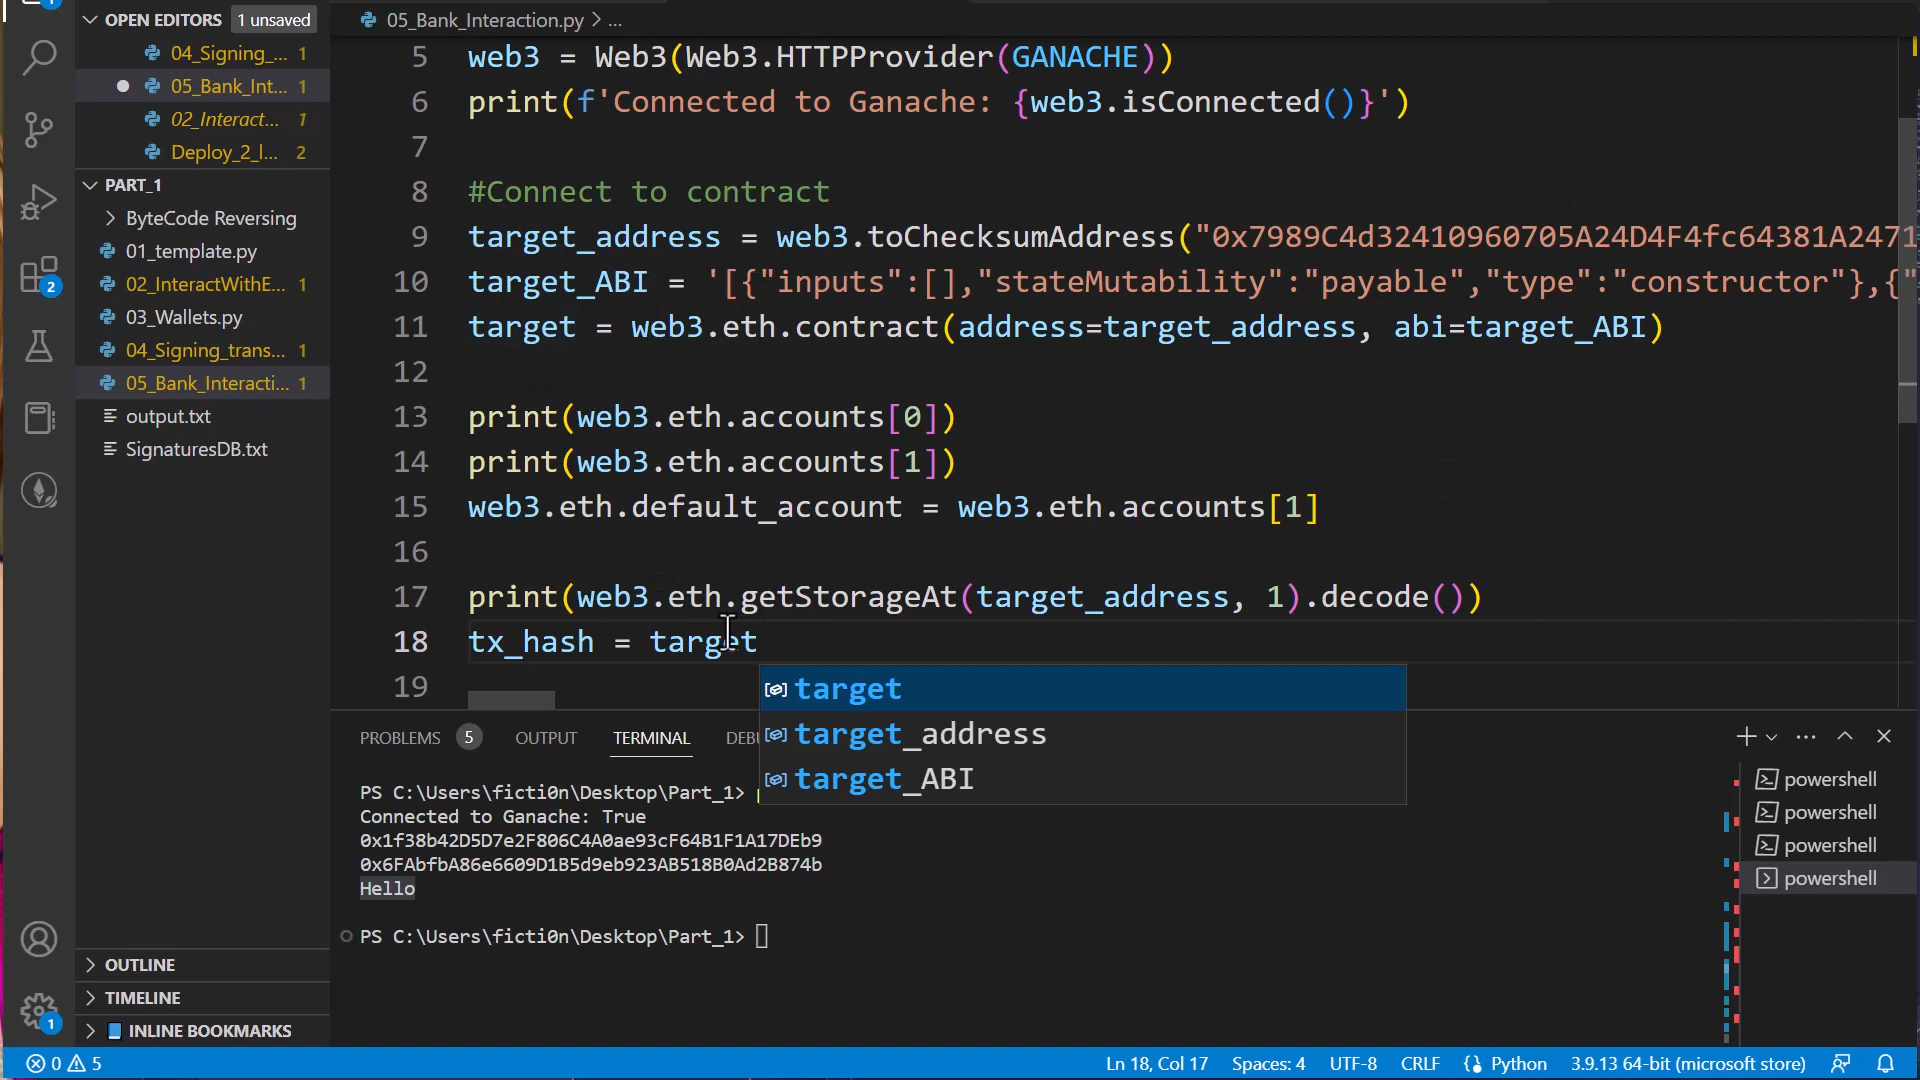 OPEN EDITORS 1 unsaved
04_Signing_... 1
05_Bank_Int... 1
02_Interact... 1
Deploy_2_l... 2
PART_1
ByteCode Reversing
01_template.py
02_InteractWithE...
03_Wallets.py
04_Signing_trans... 1
05_Bank_Interacti... 1
output.txt
SignaturesDB.txt
OUTLINE
TIMELINE
INLINE BOOKMARKS
2
1
05_Bank_Interaction.py > ...
5 web3 = Web3(Web3.HTTPProvider(GANACHE))
6 print(f'Connected to Ganache: {web3.isConnected()}')
7
8 #Connect to contract
9 target_address = web3.toChecksumAddress("0x7989C4d32410960705A24D4F4fc64381A2471
10 target_ABI = '[{"inputs":[],"stateMutability":"payable","type":"constructor"},{"
11 target = web3.eth.contract(address=target_address, abi=target_ABI)
12
13 print(web3.eth.accounts[0])
14 print(web3.eth.accounts[1])
15 web3.eth.default_account = web3.eth.accounts[1]
16
17 print(web3.eth.getStorageAt(target_address, 1).decode())
18 tx_hash = target
19
target
target_address
target_ABI
PROBLEMS 5 OUTPUT TERMINAL DEBU
PS C:\Users\ficti0n\Desktop\Part_1>
Connected to Ganache: True
0x1f38b42D5D7e2F806C4A0ae93cF64B1F1A17DEb9
0x6FAbfbA86e6609D1B5d9eb923AB518B0Ad2B874b
Hello
PS C:\Users\ficti0n\Desktop\Part_1>
powershell
powershell
powershell
powershell
0 5 Ln 18, Col 17 Spaces: 4 UTF-8 CRLF Python 3.9.13 64-bit (microsoft store)